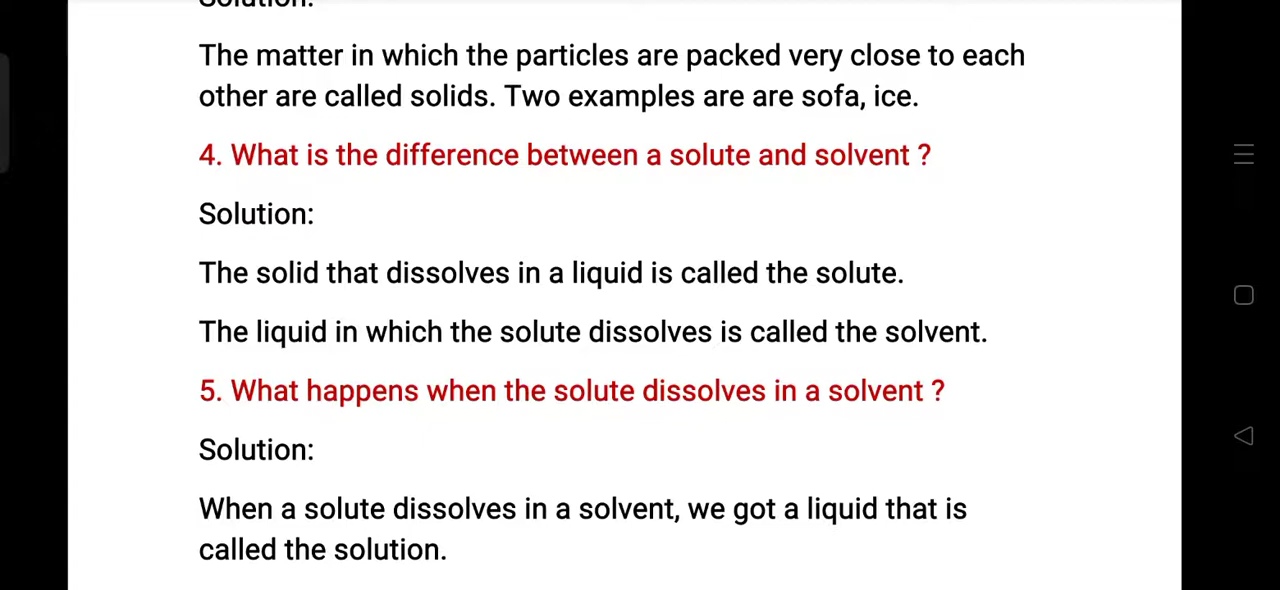 Solution:
The matter in which the particles are packed very close to each
other are called solids. Two examples are are sofa, ice.
4. What is the difference between a solute and solvent ?
Solution:
The solid that dissolves in a liquid is called the solute.
The liquid in which the solute dissolves is called the solvent.
5. What happens when the solute dissolves in a solvent ?
Solution:
When a solute dissolves in a solvent, we got a liquid that is
called the solution.